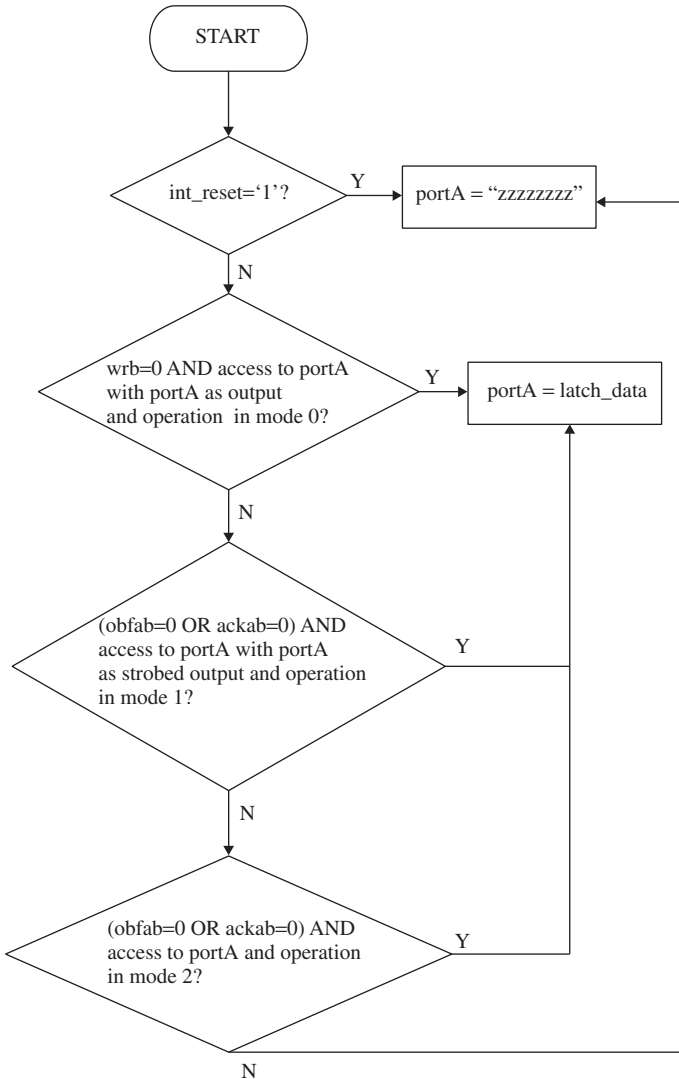 START
int_reset=‘1’?
Y
portA = “zzzzzzzz”
N
wrb=0 AND access to portA
with portA as output
and operation in mode 0?
Y
portA = latch_data
N
(obfab=0 OR ackab=0) AND
access to portA with portA
as strobed output and operation
in mode 1?
Y
N
(obfab=0 OR ackab=0) AND
access to portA and operation
in mode 2?
Y
N